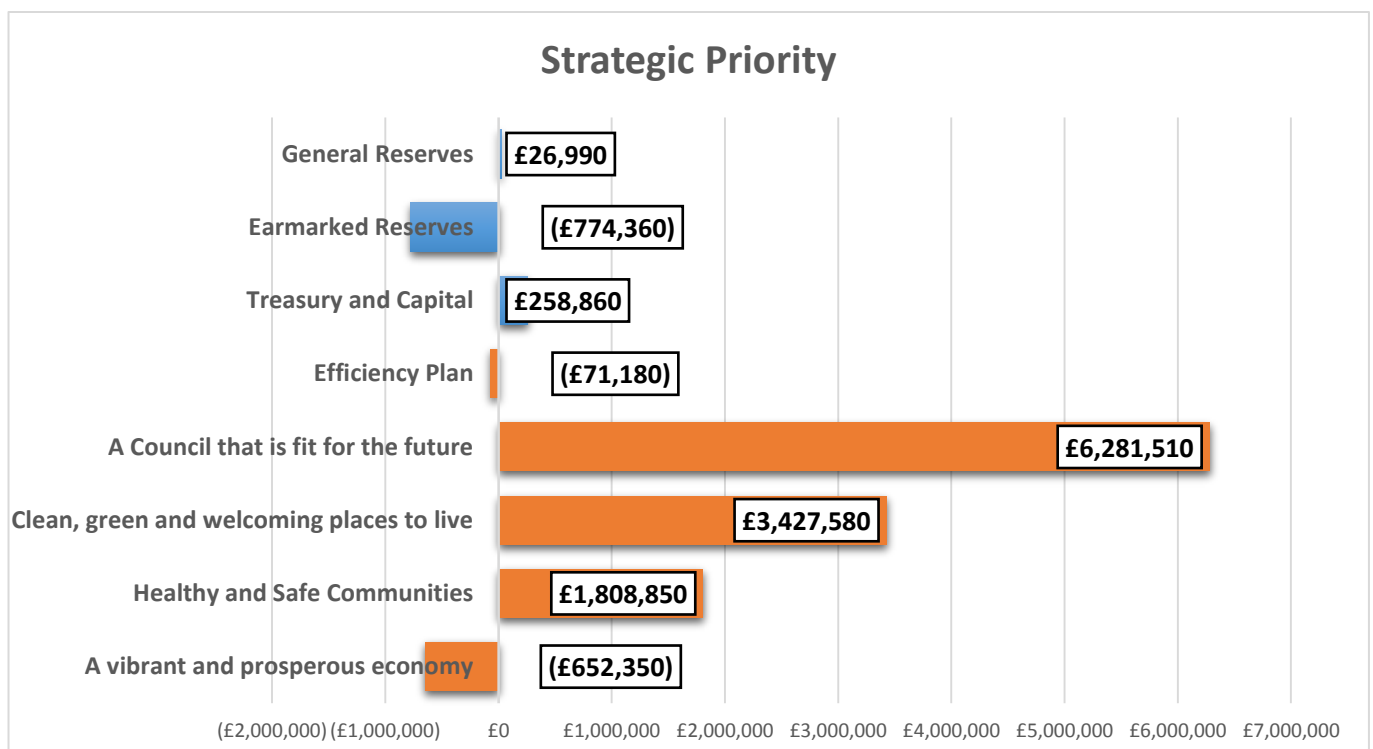 Strategic Priority
General Reserves £26,990
Earmarked Reserves (£774,360)
Treasury and Capital £258,860
Efficiency Plan (£71,180)
A Council that is fit for the future £6,281,510
Clean, green and welcoming places to live £3,427,580
Healthy and Safe Communities £1,808,850
A vibrant and prosperous economy (£652,350)
(£2,000,000) (£1,000,000) £0 £1,000,000 £2,000,000 £3,000,000 £4,000,000 £5,000,000 £6,000,000 £7,000,000